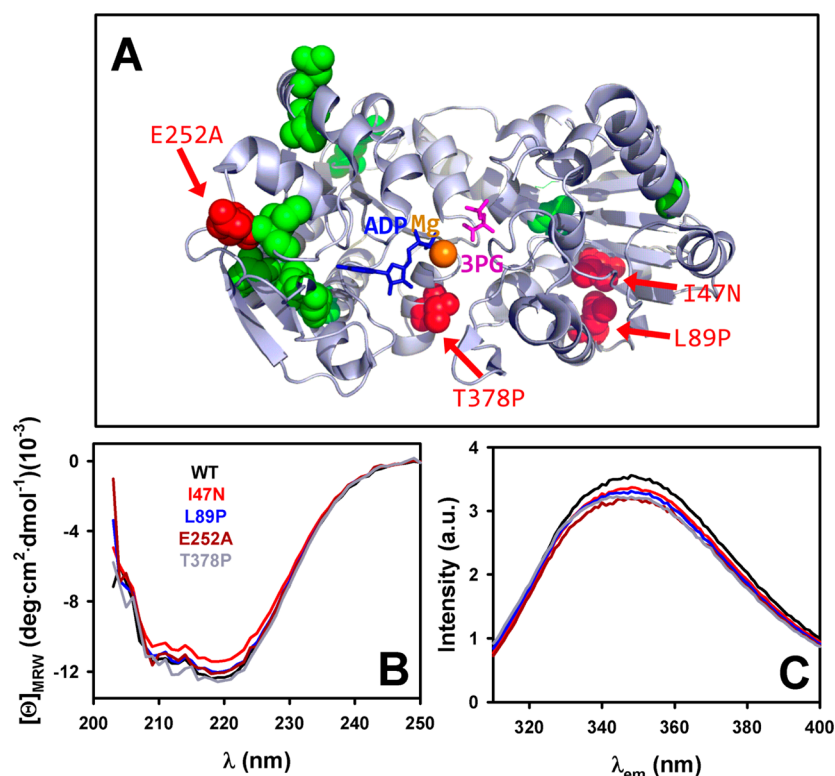 A
E252A
ADP Mg
3PG
I47N
L89P
T378P
[Θ]MRW (deg·cm²·dmol⁻¹)(10⁻³)
0
-4
-8
-12
WT
I47N
L89P
E252A
T378P
B
200 210 220 230 240 250
λ (nm)
Intensity (a.u.)
4
3
2
1
0
C
320 340 360 380 400
λem (nm)